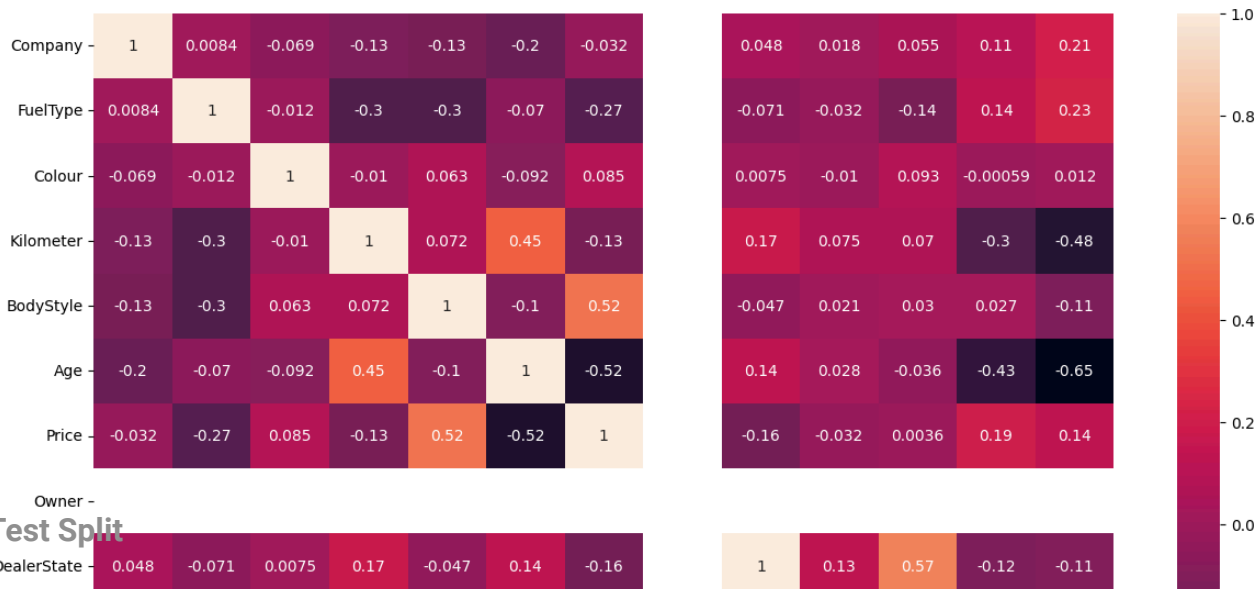 1.0
Company 1 0.0084 -0.069 -0.13 -0.13 -0.2 -0.032 0.048 0.018 0.055 0.11 0.21
FuelType 0.0084 1 -0.012 -0.3 -0.3 -0.07 -0.27 -0.071 -0.032 -0.14 0.14 0.23
0.8
Colour -0.069 -0.012 1 -0.01 0.063 -0.092 0.085 0.0075 -0.01 0.093 -0.00059 0.012
0.6
Kilometer -0.13 -0.3 -0.01 1 0.072 0.45 -0.13 0.17 0.075 0.07 -0.3 -0.48
BodyStyle -0.13 -0.3 0.063 0.072 1 -0.1 0.52 -0.047 0.021 0.03 0.027 -0.11
0.4
Age -0.2 -0.07 -0.092 0.45 -0.1 1 -0.52 0.14 0.028 -0.036 -0.43 -0.65
0.2
Price -0.032 -0.27 0.085 -0.13 0.52 -0.52 1 -0.16 -0.032 0.0036 0.19 0.14
Owner
0.0
Test Split
DealerState 0.048 -0.071 0.0075 0.17 -0.047 0.14 -0.16 1 0.13 0.57 -0.12 -0.11